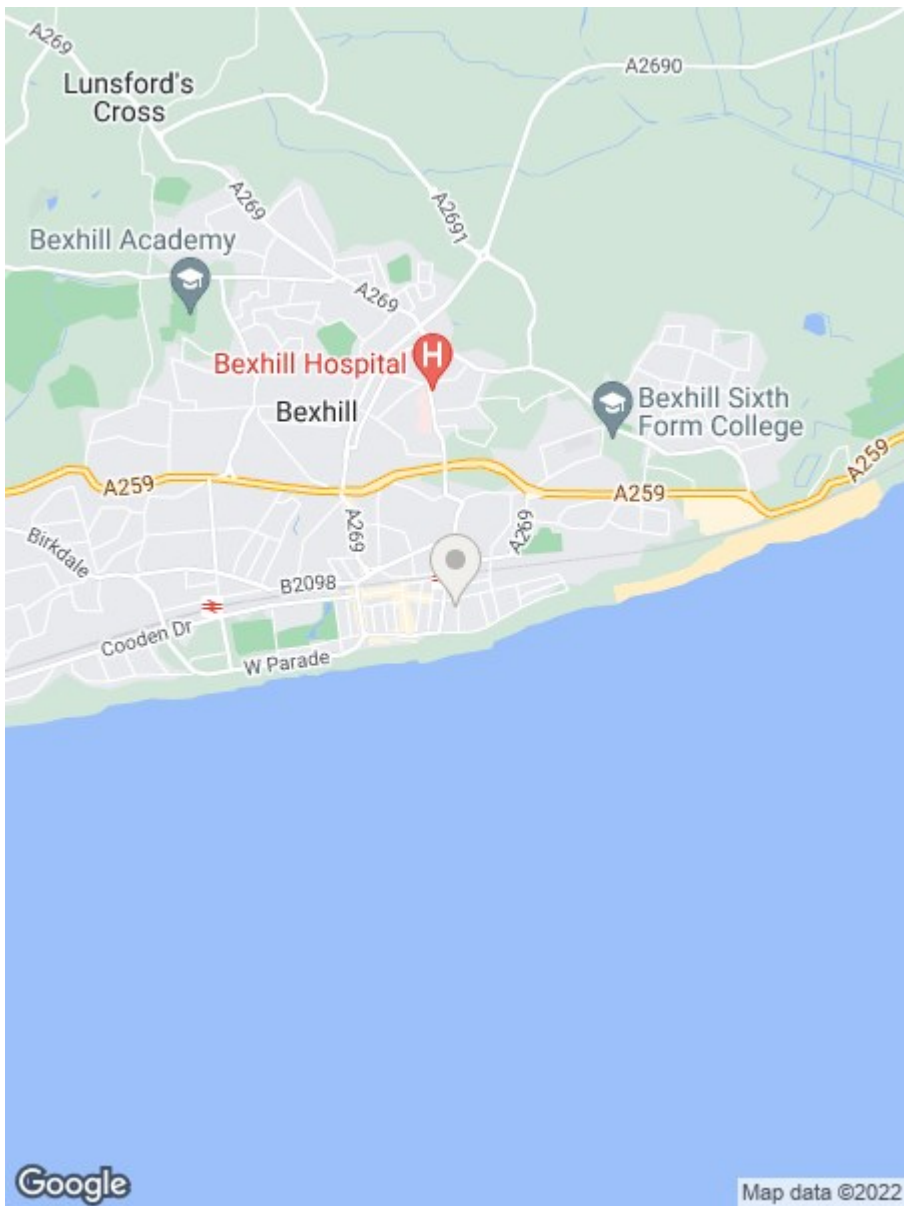 A269
A2690
Lunsford's
Cross
A269
A2691
Bexhill Academy
A269
Bexhill Hospital
H
Bexhill Sixth
Form College
Bexhill
A259
A259
A259
A269
A269
Birkdale
B2098
Cooden Dr
W Parade
Google
Map data ©2022